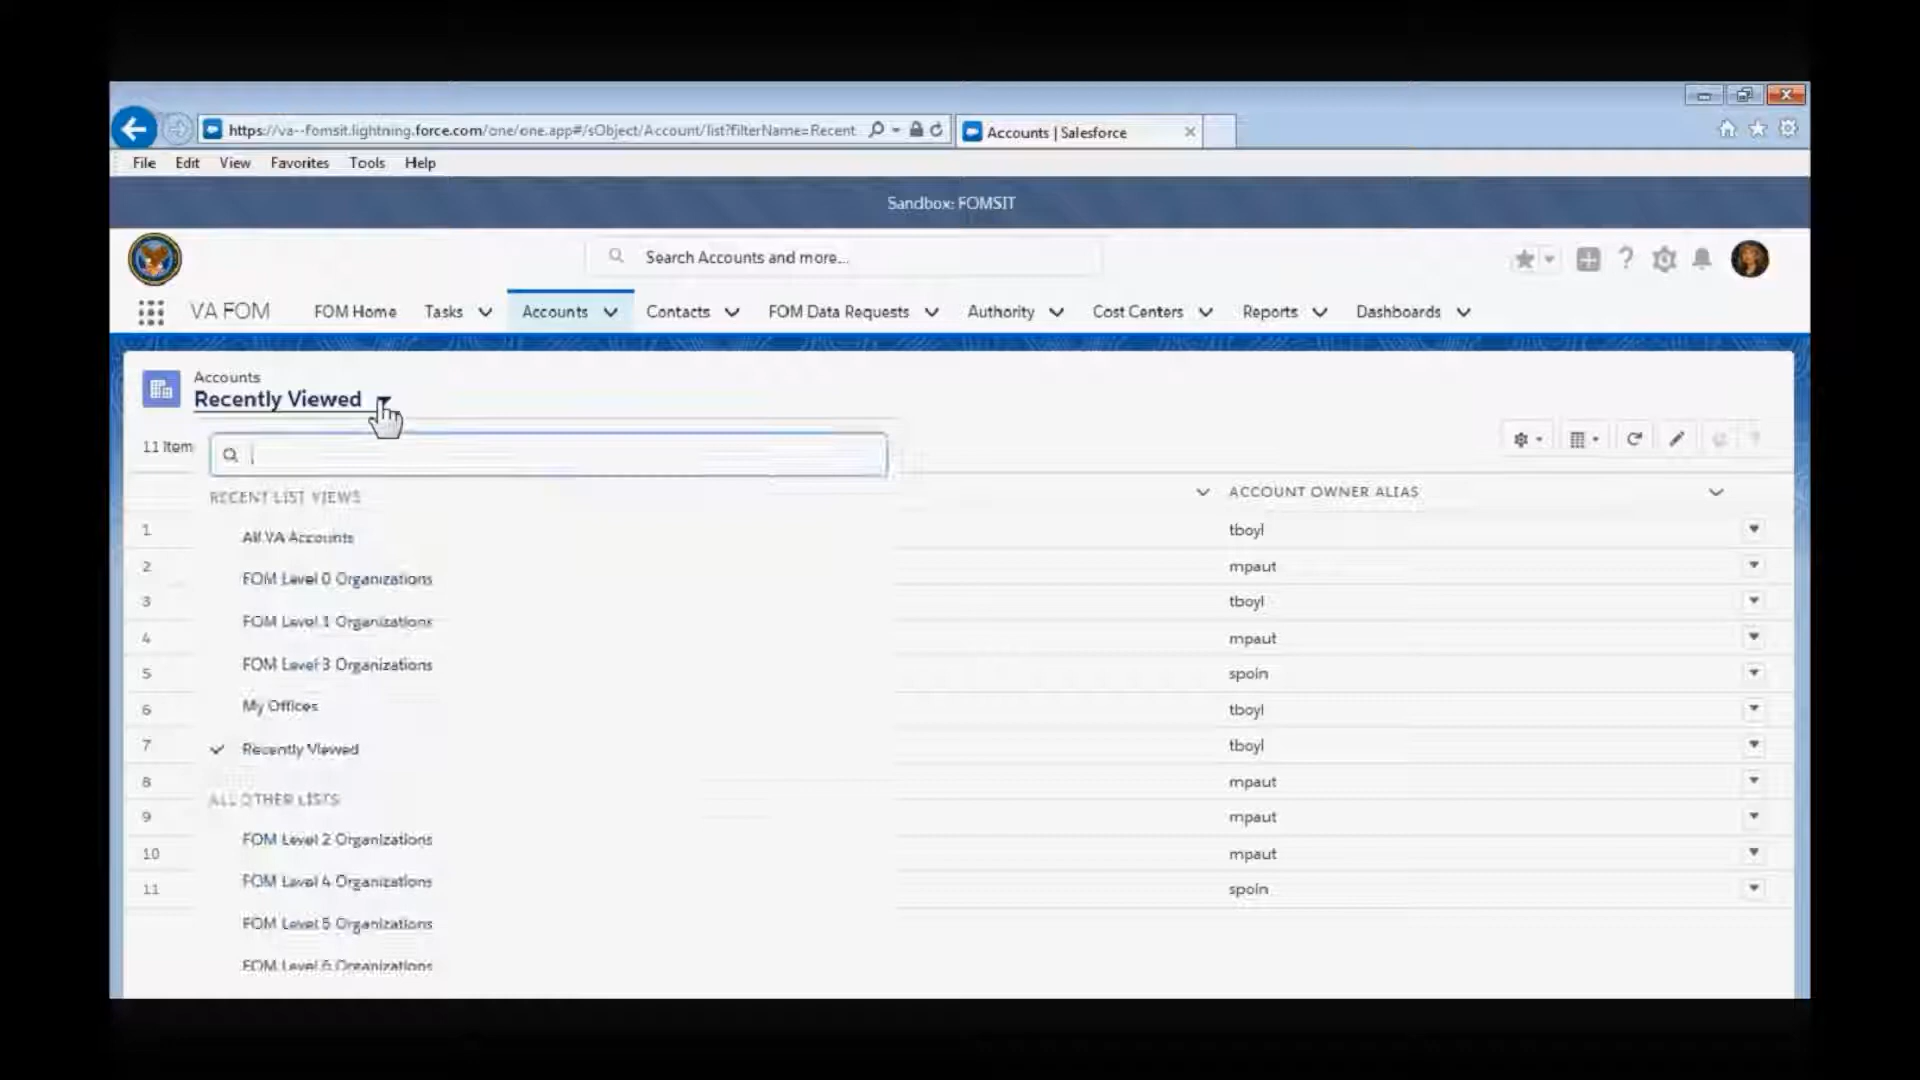 https://va--fomsit.lightning.force.com/one/one.app#/sObject/Account/list?filterName=Recent
Accounts | Salesforce
File Edit View Favorites Tools Help
Sandbox: FOMSIT
Search Accounts and more...
VA FOM FOM Home Tasks Accounts Contacts FOM Data Requests Authority Cost Centers Reports Dashboards
Accounts
Recently Viewed
11 item
RECENT LIST VIEWS
ACCOUNT OWNER ALIAS
1 All VA Accounts tboyl
2 FOM Level 0 Organizations mpaut
3 FOM Level 1 Organizations tboyl
4 mpaut
5 FOM Level 3 Organizations spoin
6 My Offices tboyl
7 Recently Viewed tboyl
8 mpaut
ALL OTHER LISTS
9 mpaut
FOM Level 2 Organizations
10 mpaut
11 FOM Level 4 Organizations spoin
FOM Level 5 Organizations
FOM Level 6 Organizations